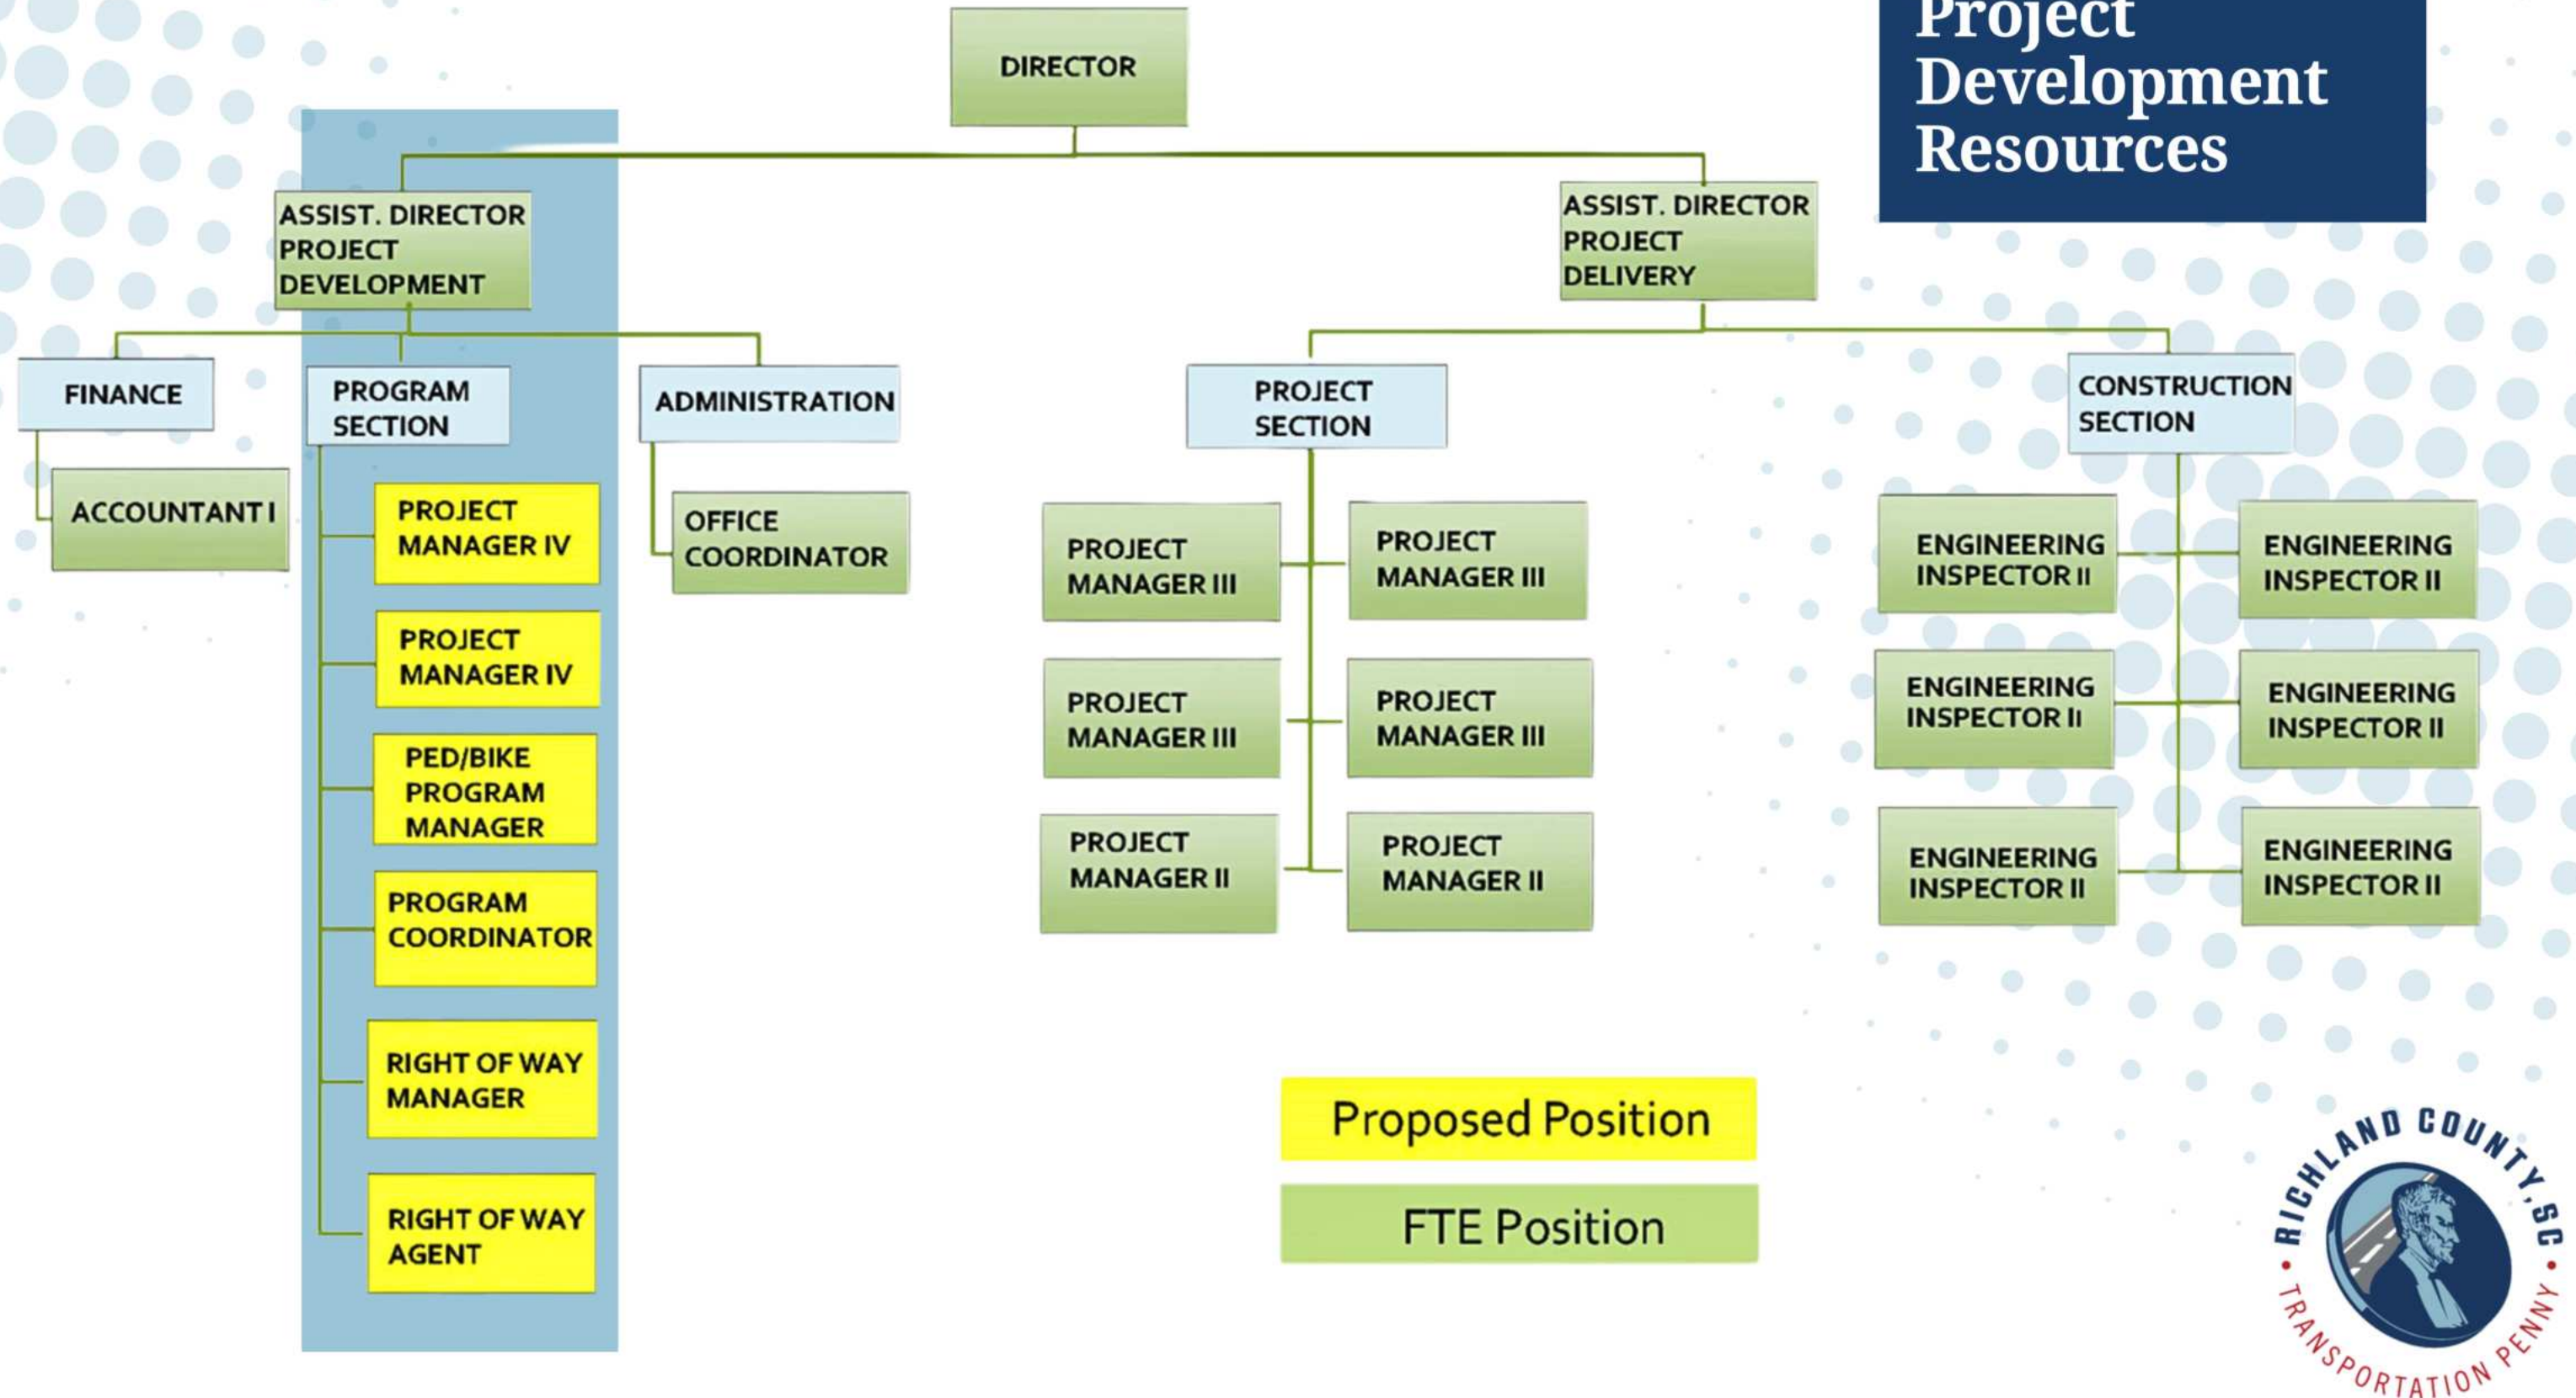 Project
Development
Resources
DIRECTOR
ASSIST. DIRECTOR
PROJECT
DEVELOPMENT
ASSIST. DIRECTOR
PROJECT
DELIVERY
FINANCE
PROGRAM
SECTION
ADMINISTRATION
PROJECT
SECTION
CONSTRUCTION
SECTION
ACCOUNTANT I
PROJECT
MANAGER IV
PROJECT
MANAGER IV
PED/BIKE
PROGRAM
MANAGER
PROGRAM
COORDINATOR
RIGHT OF WAY
MANAGER
RIGHT OF WAY
AGENT
OFFICE
COORDINATOR
PROJECT
MANAGER III
PROJECT
MANAGER III
PROJECT
MANAGER III
PROJECT
MANAGER III
PROJECT
MANAGER II
PROJECT
MANAGER II
ENGINEERING
INSPECTOR II
ENGINEERING
INSPECTOR II
ENGINEERING
INSPECTOR II
ENGINEERING
INSPECTOR II
ENGINEERING
INSPECTOR II
ENGINEERING
INSPECTOR II
Proposed Position
FTE Position
RICHLAND COUNTY, SC
• TRANSPORTATION PENNY •